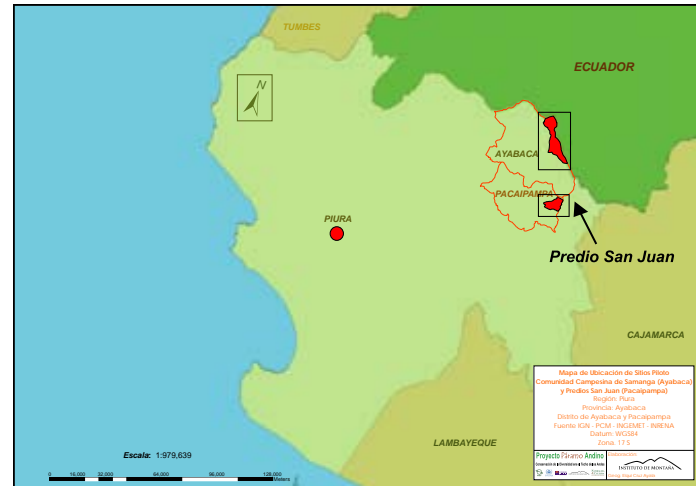 TUMBES
ECUADOR
N
AYABACA
PACAIPAMPA
PIURA
Predio San Juan
CAJAMARCA
LAMBAYEQUE
Escala: 1:979,639
0 16,000 32,000 64,000 96,000 128,000
Meters
Mapa de Ubicación de Sitios Piloto
Comunidad Campesina de Samanga (Ayabaca)
y Predios San Juan (Pacaipampa)
Región: Piura
Provincia: Ayabaca
Distrito de Ayabaca y Pacaipampa
Fuente IGN - PCM - INGEMET - INRENA
Datum: WGS84
Zona: 17 S
Proyecto Páramo Andino
Elaboración:
INSTITUTO DE MONTAÑA